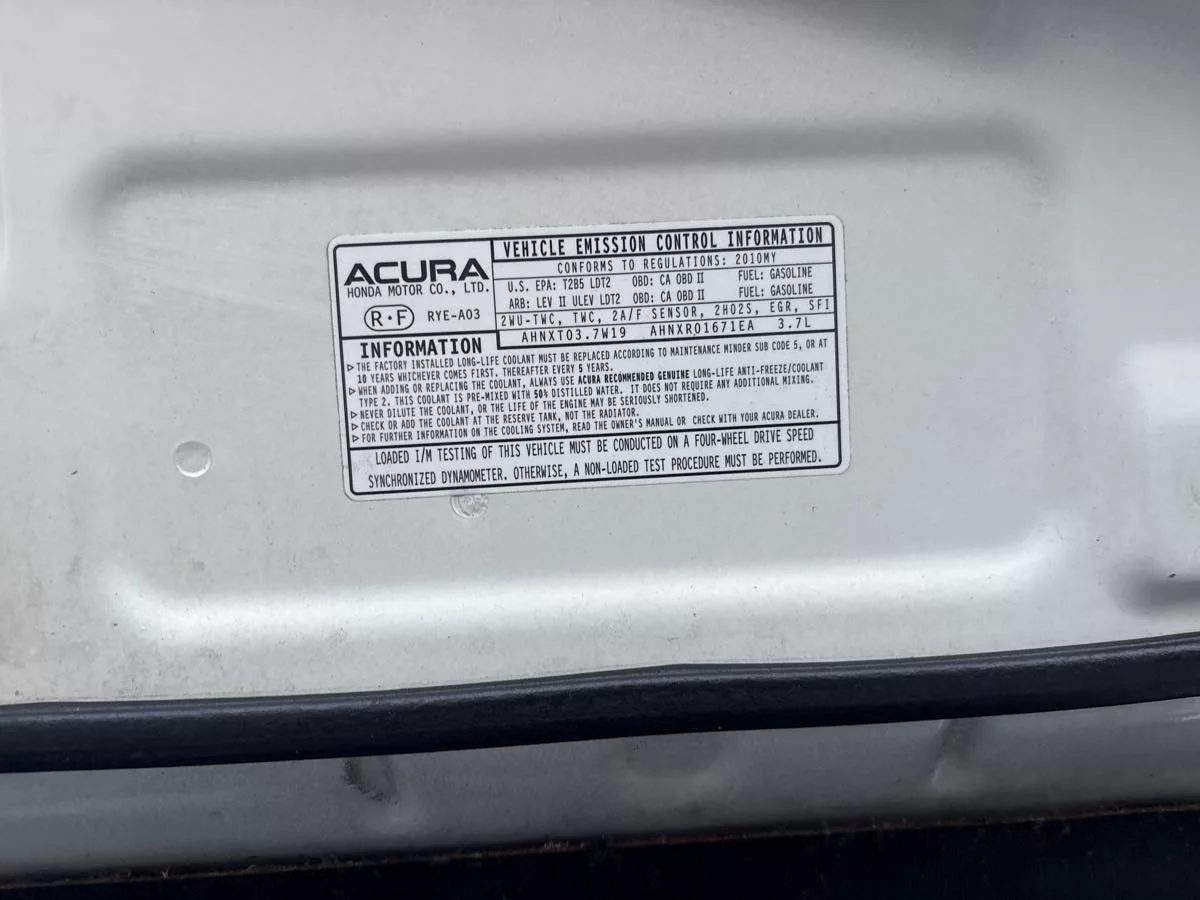 ACURA
HONDA MOTOR CO., LTD.
R·F RYE-A03
VEHICLE EMISSION CONTROL INFORMATION
CONFORMS TO REGULATIONS: 2010MY
U.S. EPA: T2B5 LDT2 OBD: CA OBD II FUEL: GASOLINE
ARB: LEV II ULEV LDT2 OBD: CA OBD II FUEL: GASOLINE
2WU-TWC, TWC, 2A/F SENSOR, 2HO2S, EGR, SFI
AHNXT03.7W19 AHNXR01671EA 3.7L
INFORMATION
▷ THE FACTORY INSTALLED LONG-LIFE COOLANT MUST BE REPLACED ACCORDING TO MAINTENANCE MINDER SUB CODE 5, OR AT
10 YEARS WHICHEVER COMES FIRST. THEREAFTER EVERY 5 YEARS.
▷ WHEN ADDING OR REPLACING THE COOLANT, ALWAYS USE ACURA RECOMMENDED GENUINE LONG-LIFE ANTI-FREEZE/COOLANT
TYPE 2. THIS COOLANT IS PRE-MIXED WITH 50% DISTILLED WATER. IT DOES NOT REQUIRE ANY ADDITIONAL MIXING.
▷ NEVER DILUTE THE COOLANT, OR THE LIFE OF THE ENGINE MAY BE SERIOUSLY SHORTENED.
▷ CHECK OR ADD THE COOLANT AT THE RESERVE TANK, NOT THE RADIATOR.
▷ FOR FURTHER INFORMATION ON THE COOLING SYSTEM, READ THE OWNER'S MANUAL OR CHECK WITH YOUR ACURA DEALER.
LOADED I/M TESTING OF THIS VEHICLE MUST BE CONDUCTED ON A FOUR-WHEEL DRIVE SPEED
SYNCHRONIZED DYNAMOMETER. OTHERWISE, A NON-LOADED TEST PROCEDURE MUST BE PERFORMED.